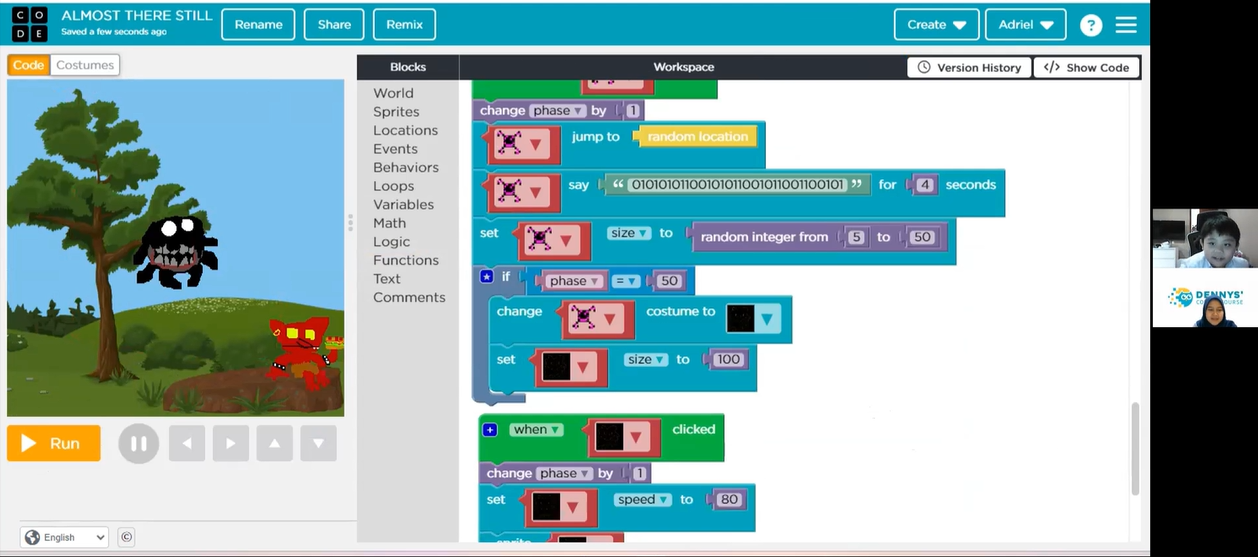 C O D E
ALMOST THERE STILL
Saved a few seconds ago
Rename
Share
Remix
Create
Adriel
?
Code
Costumes
Blocks
Workspace
Version History
</> Show Code
World
Sprites
Locations
Events
Behaviors
Loops
Variables
Math
Logic
Functions
Text
Comments
change phase by 1
jump to random location
say “ 01010101100101011001011001100101 ” for 4 seconds
set size to random integer from 5 to 50
if phase = 50
change costume to
set size to 100
when clicked
change phase by 1
set speed to 80
sprite
Run
English
©
DENNYS'